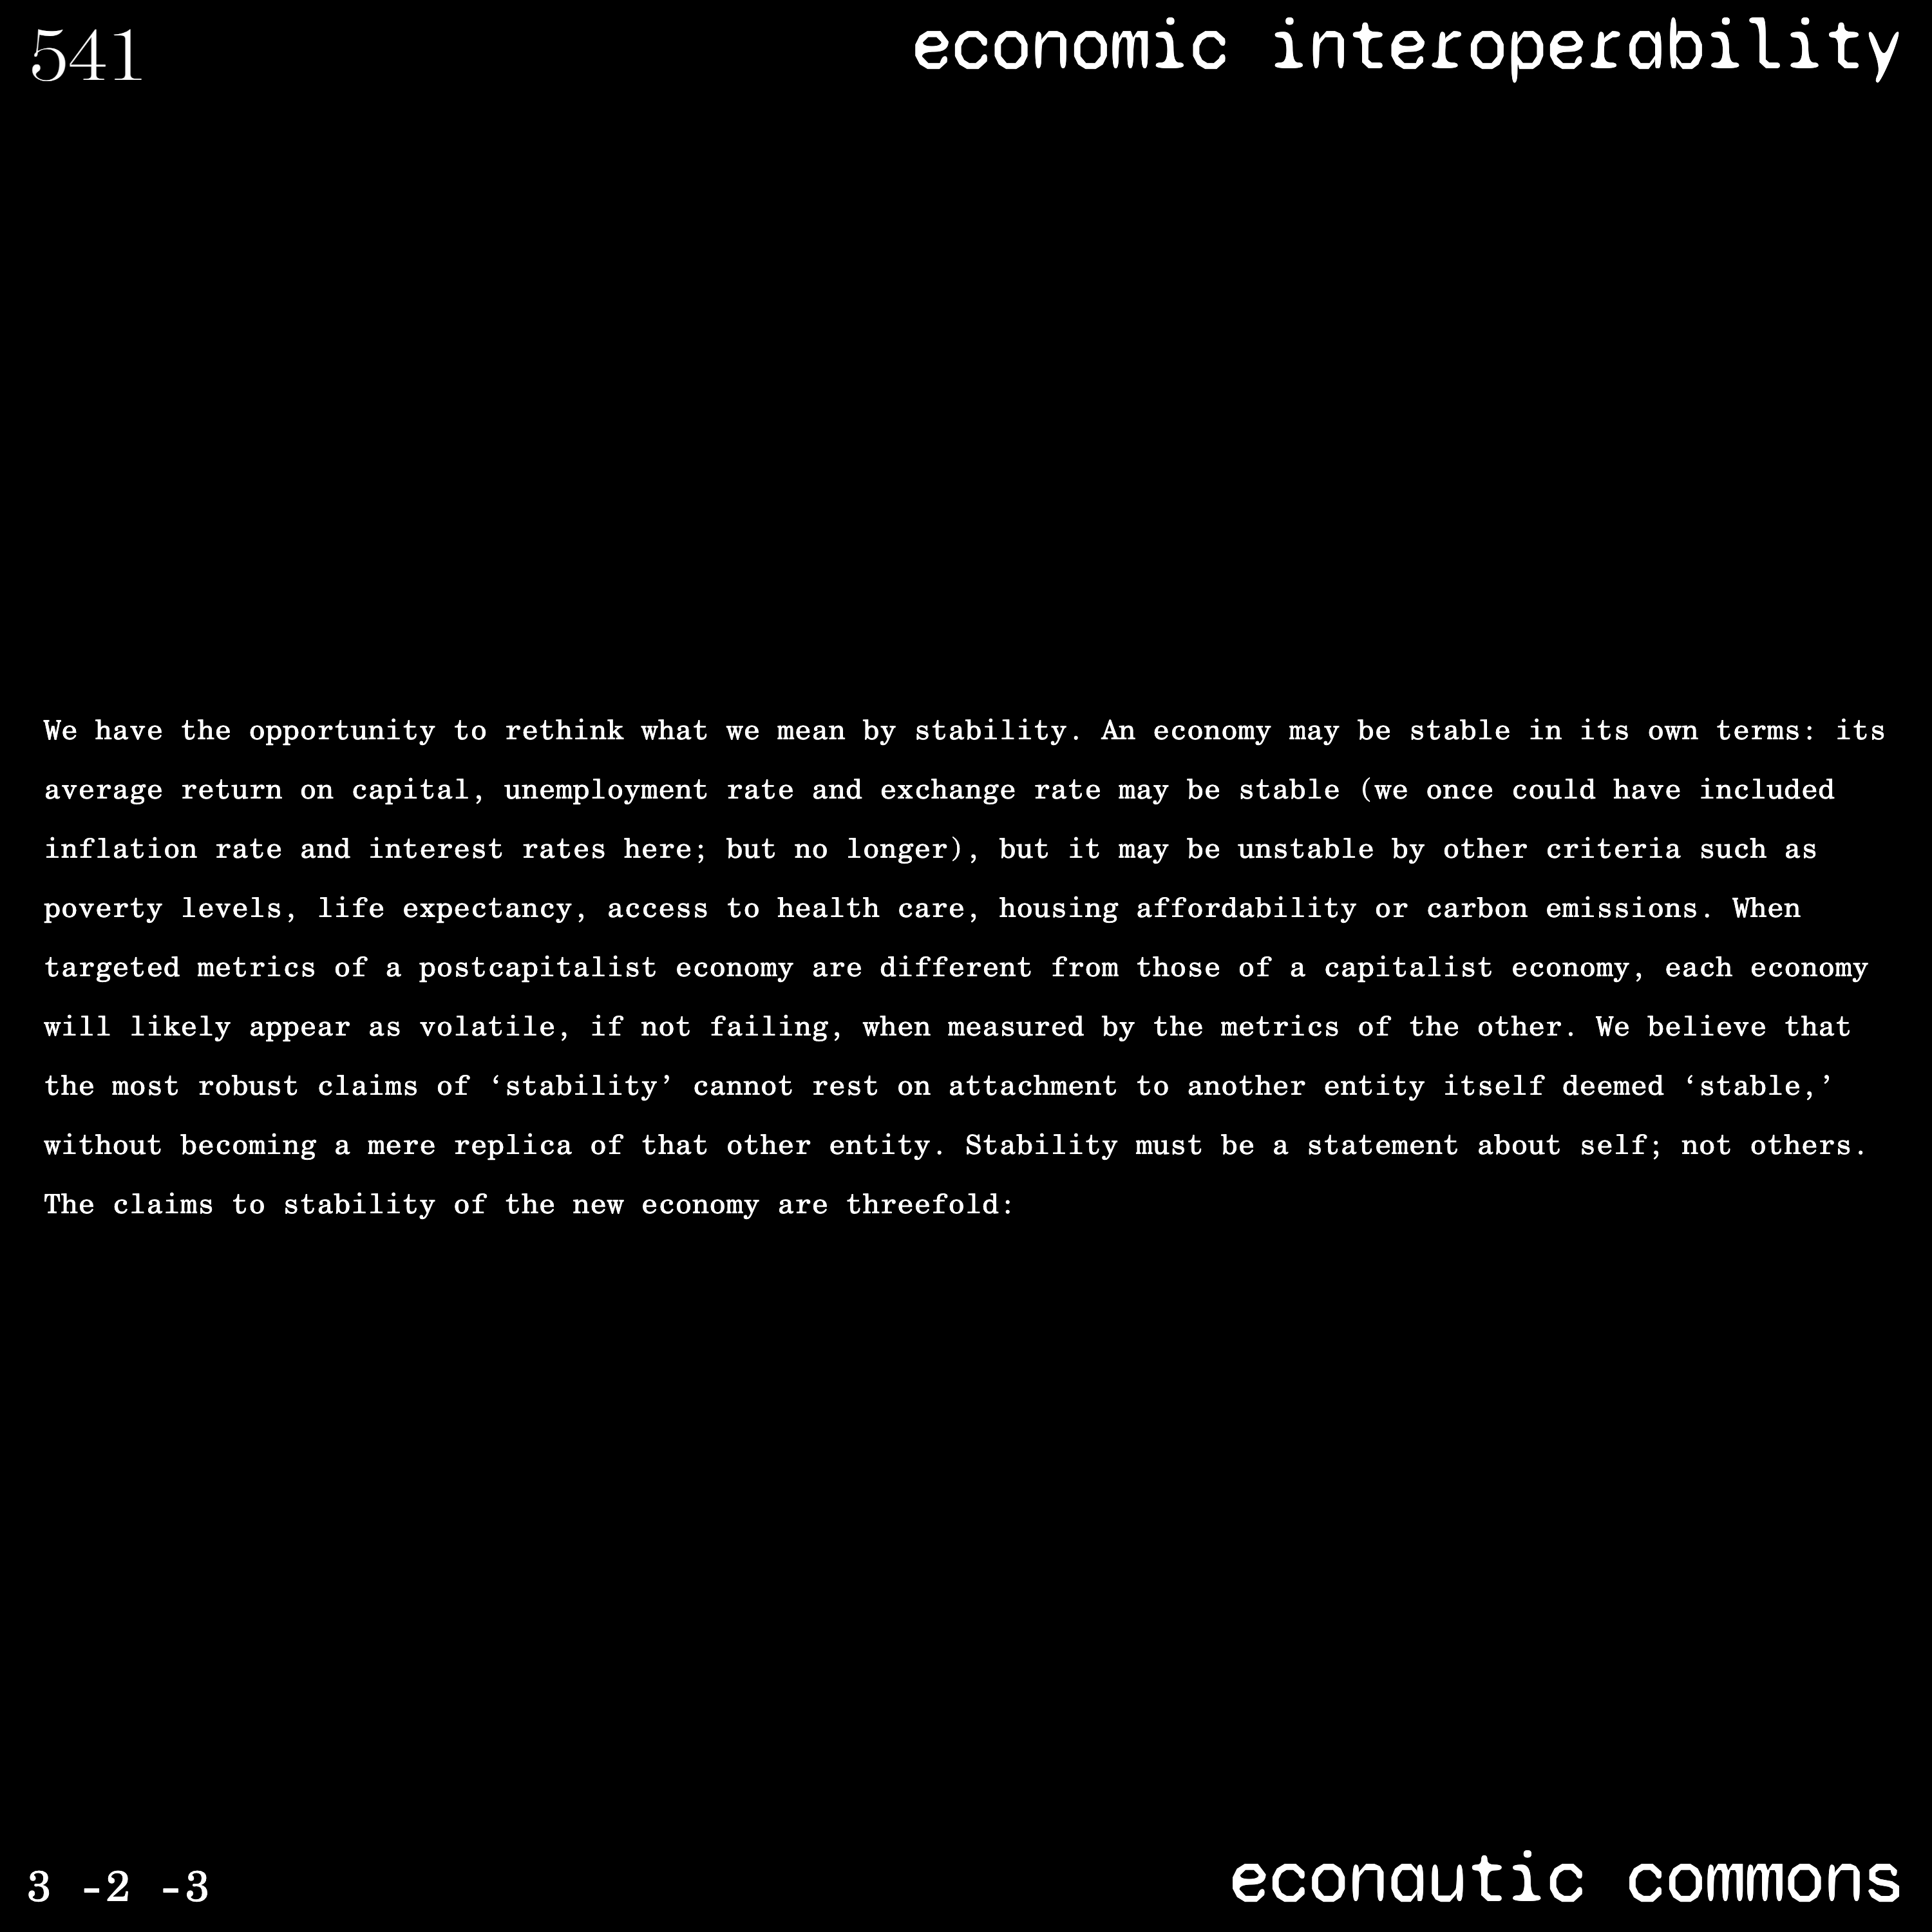 541
economic interoperability
We have the opportunity to rethink what we mean by stability. An economy may be stable in its own terms: its
average return on capital, unemployment rate and exchange rate may be stable (we once could have included
inflation rate and interest rates here; but no longer), but it may be unstable by other criteria such as
poverty levels, life expectancy, access to health care, housing affordability or carbon emissions. When
targeted metrics of a postcapitalist economy are different from those of a capitalist economy, each economy
will likely appear as volatile, if not failing, when measured by the metrics of the other. We believe that
the most robust claims of ‘stability’ cannot rest on attachment to another entity itself deemed ‘stable,’
without becoming a mere replica of that other entity. Stability must be a statement about self; not others.
The claims to stability of the new economy are threefold:
3 -2 -3
econautic commons